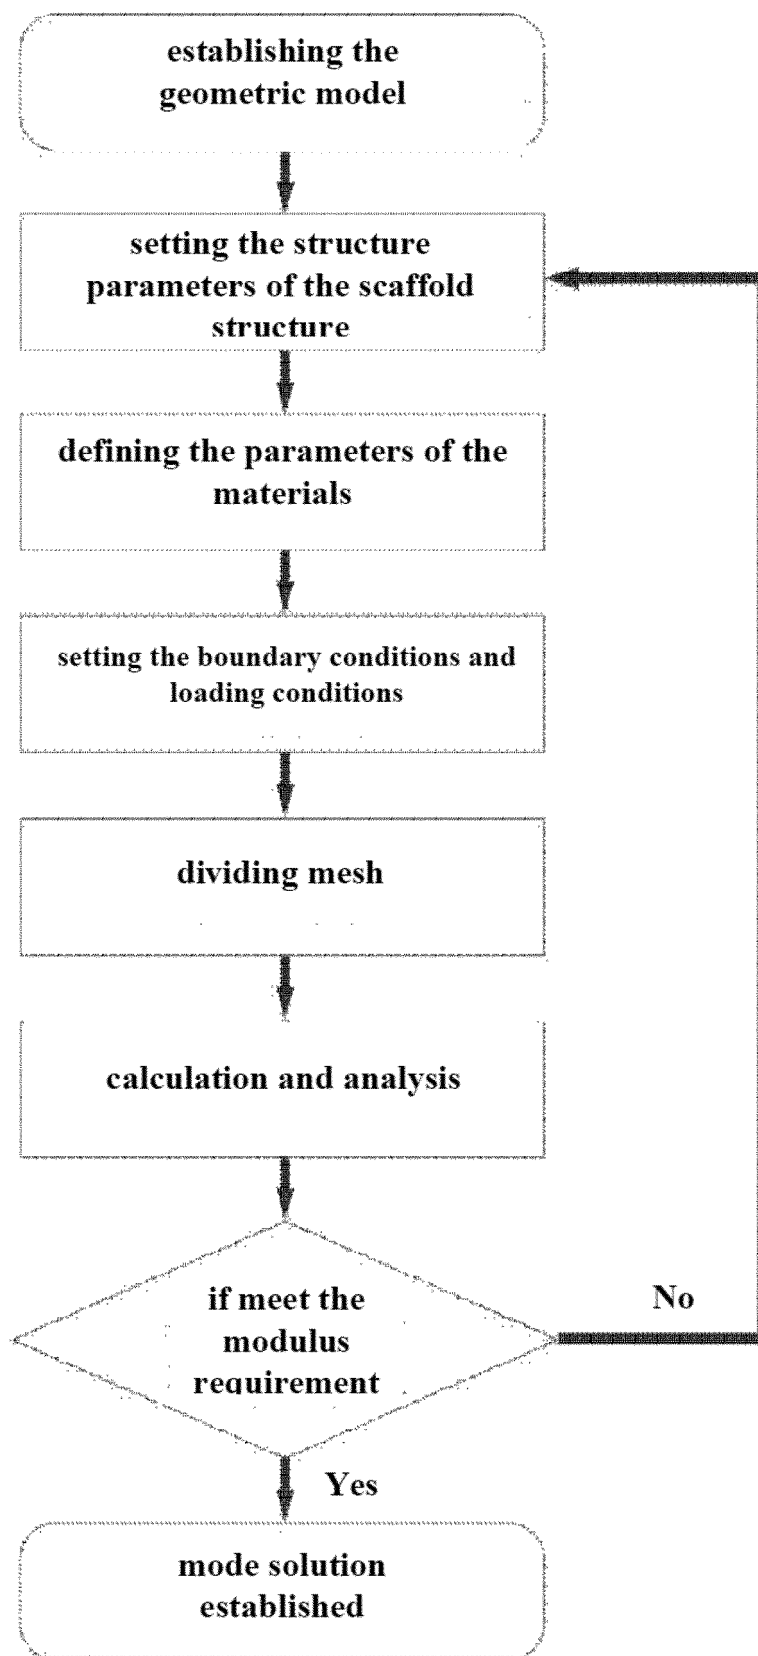 establishing the
geometric model
setting the structure
parameters of the scaffold
structure
defining the parameters of the
materials
setting the boundary conditions and
loading conditions
dividing mesh
calculation and analysis
if meet the
modulus
requirement
No
Yes
mode solution
established